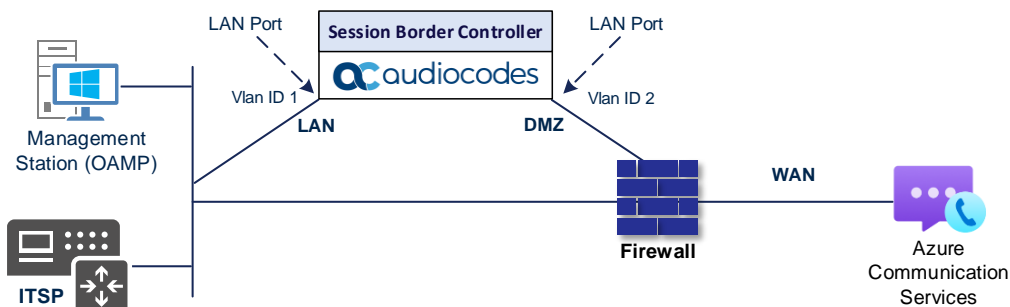 LAN Port
Session Border Controller
LAN Port
audiocodes
Vlan ID 1
Vlan ID 2
LAN
DMZ
Management
Station (OAMP)
WAN
Firewall
ITSP
Azure
Communication
Services